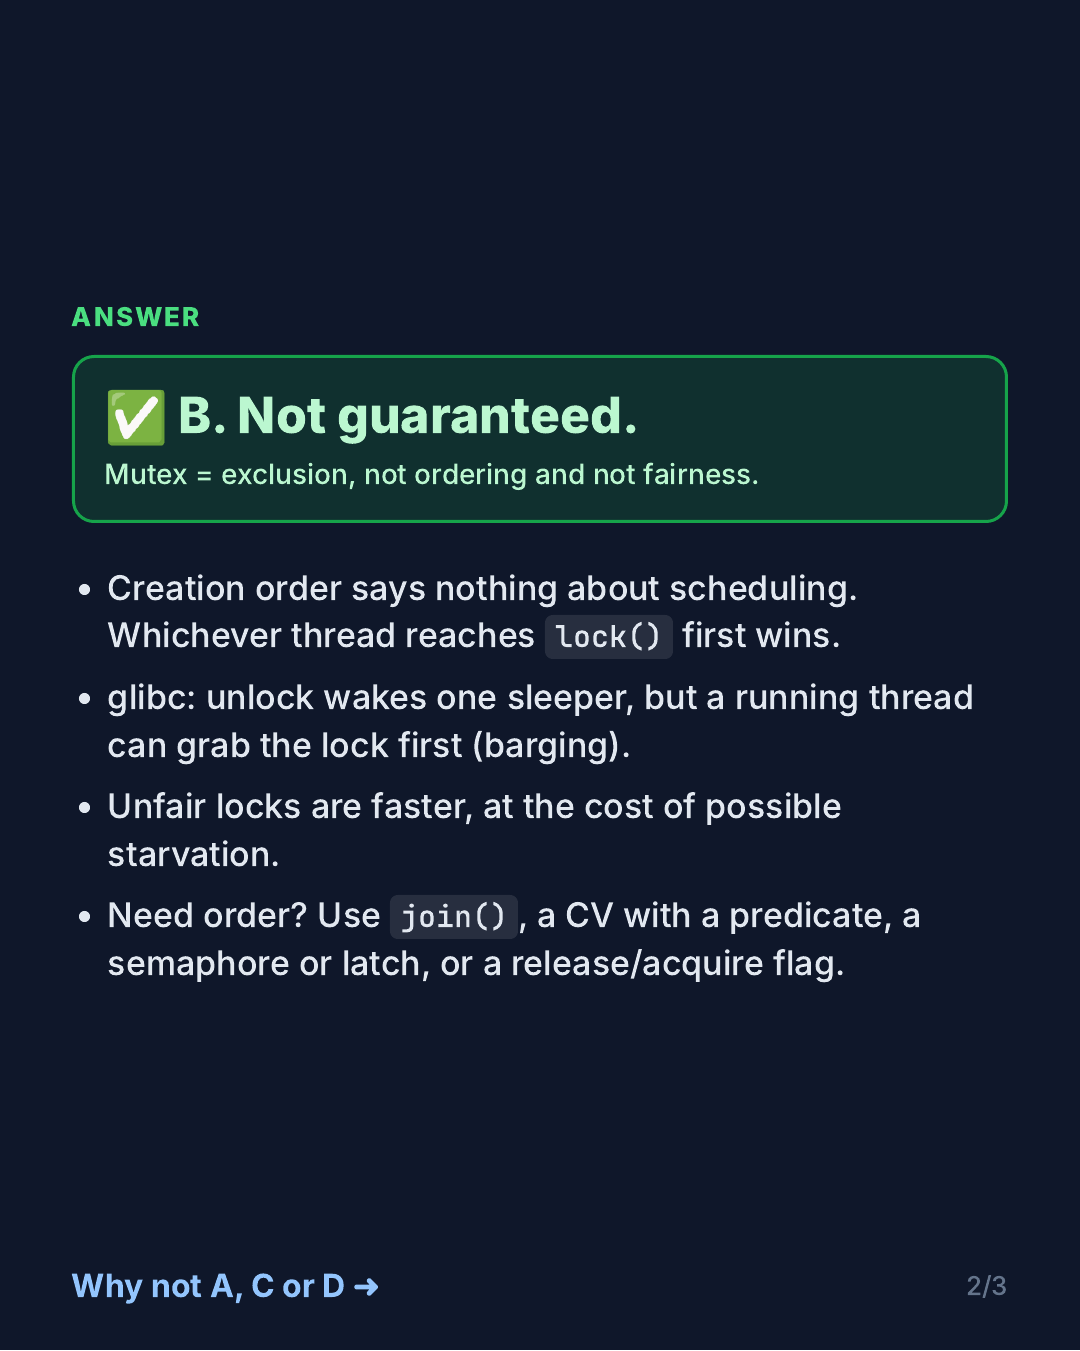 ANSWER
✅ B. Not guaranteed.
Mutex = exclusion, not ordering and not fairness.
• Creation order says nothing about scheduling.
Whichever thread reaches lock() first wins.
• glibc: unlock wakes one sleeper, but a running thread
can grab the lock first (barging).
• Unfair locks are faster, at the cost of possible
starvation.
• Need order? Use join(), a CV with a predicate, a
semaphore or latch, or a release/acquire flag.
Why not A, C or D ➜
2/3